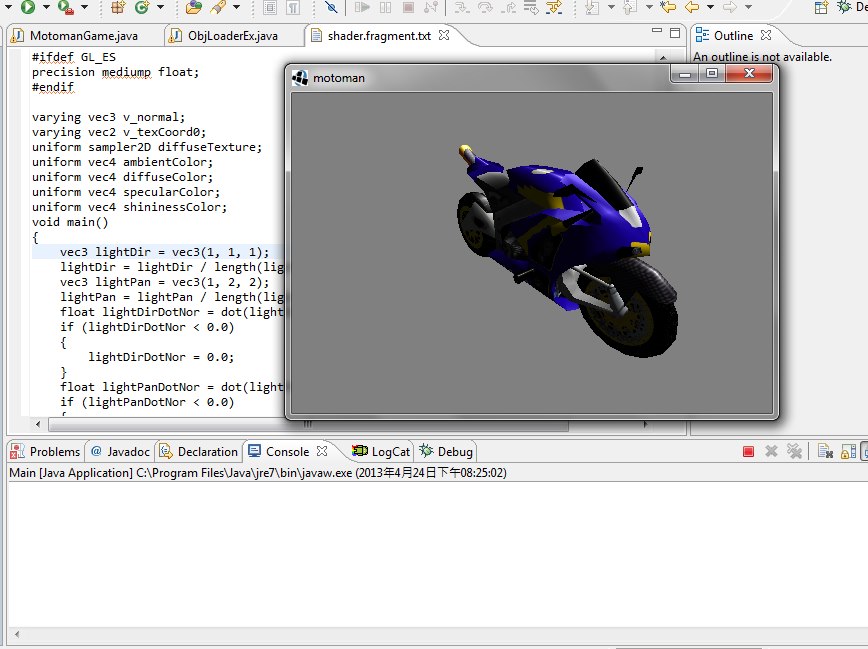 MotomanGame.java
ObjLoaderEx.java
shader.fragment.txt
Outline
An outline is not available.
#ifdef GL_ES
precision mediump float;
#endif
varying vec3 v_normal;
varying vec2 v_texCoord0;
uniform sampler2D diffuseTexture;
uniform vec4 ambientColor;
uniform vec4 diffuseColor;
uniform vec4 specularColor;
uniform vec4 shininessColor;
void main()
{
vec3 lightDir = vec3(1, 1, 1);
lightDir = lightDir / length(lig
vec3 lightPan = vec3(1, 2, 2);
lightPan = lightPan / length(lig
float lightDirDotNor = dot(light
if (lightDirDotNor < 0.0)
{
lightDirDotNor = 0.0;
}
float lightPanDotNor = dot(light
if (lightPanDotNor < 0.0)
motoman
Problems
@ Javadoc
Declaration
Console
LogCat
Debug
Main [Java Application] C:\Program Files\Java\jre7\bin\javaw.exe (2013年4月24日下午08:25:02)